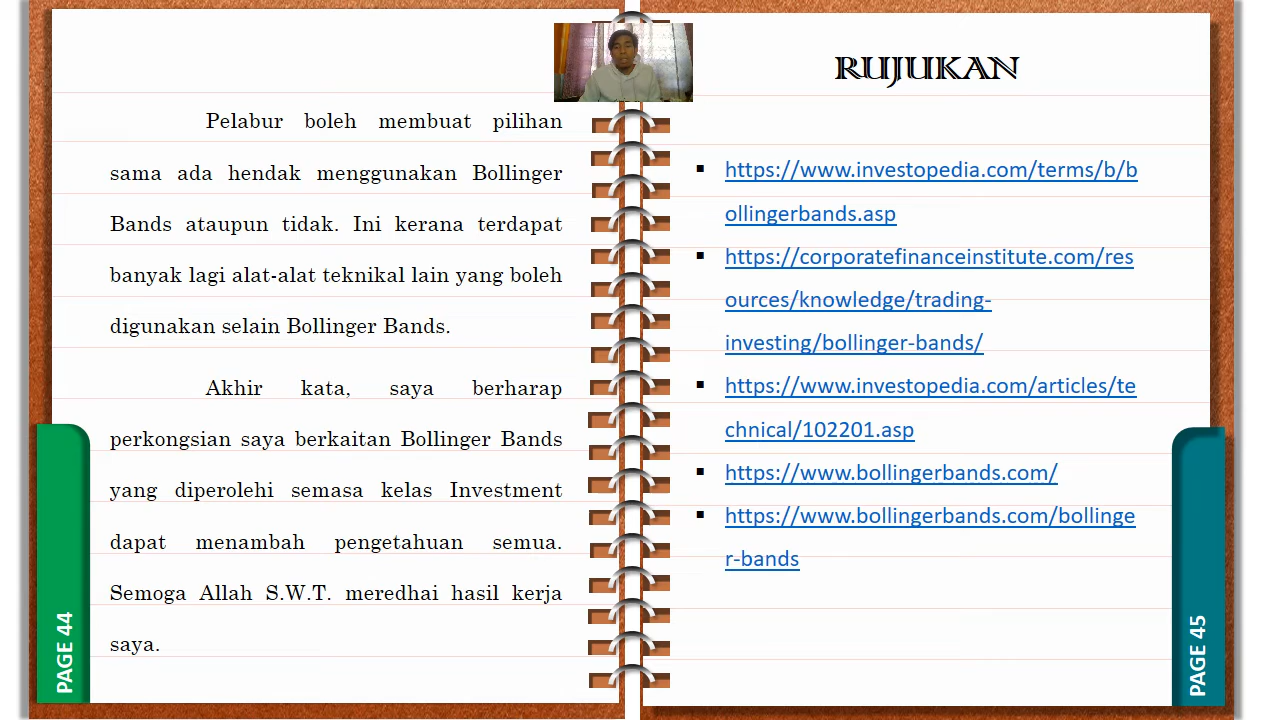 Pelabur boleh membuat pilihan
sama ada hendak menggunakan Bollinger
Bands ataupun tidak. Ini kerana terdapat
banyak lagi alat-alat teknikal lain yang boleh
digunakan selain Bollinger Bands.
Akhir kata, saya berharap
perkongsian saya berkaitan Bollinger Bands
yang diperolehi semasa kelas Investment
dapat menambah pengetahuan semua.
Semoga Allah S.W.T. meredhai hasil kerja
saya.
PAGE 44
RUJUKAN
▪ https://www.investopedia.com/terms/b/b
ollingerbands.asp
▪ https://corporatefinanceinstitute.com/res
ources/knowledge/trading-
investing/bollinger-bands/
▪ https://www.investopedia.com/articles/te
chnical/102201.asp
▪ https://www.bollingerbands.com/
▪ https://www.bollingerbands.com/bollinge
r-bands
PAGE 45